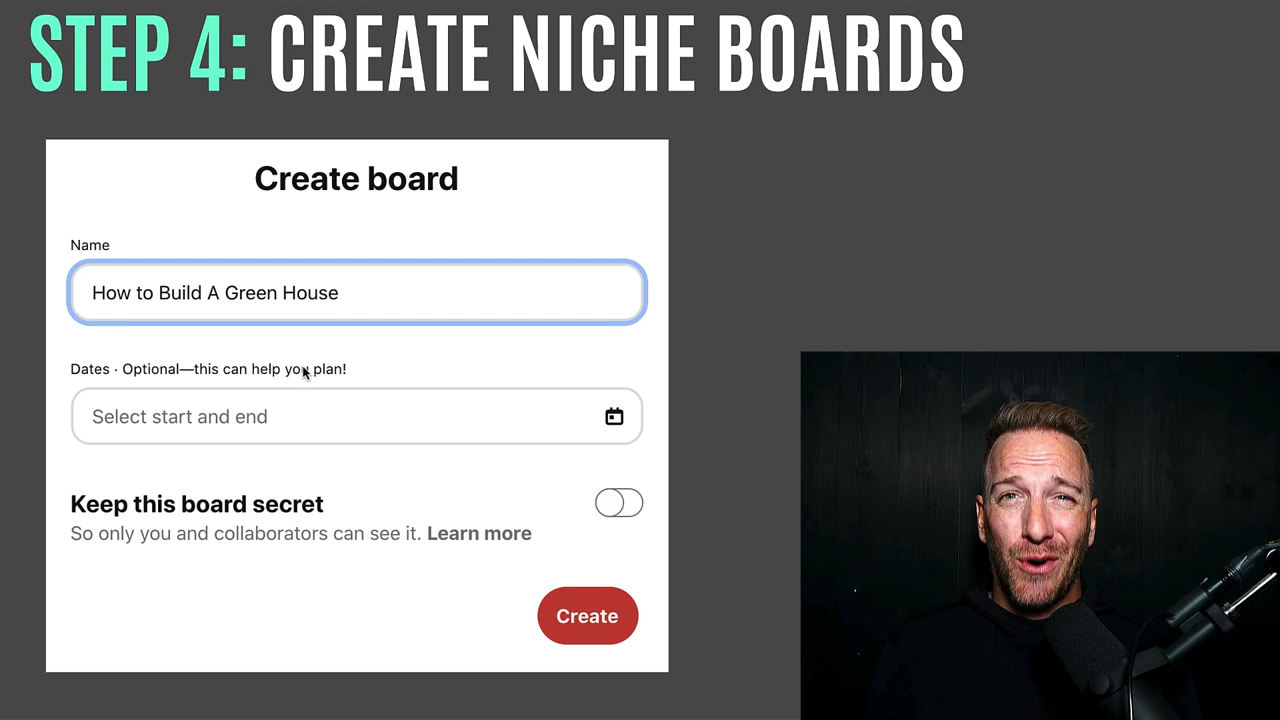 STEP 4: CREATE NICHE BOARDS
Create board
Name
How to Build A Green House
Dates · Optional—this can help you plan!
Select start and end
Keep this board secret
So only you and collaborators can see it. Learn more
Create